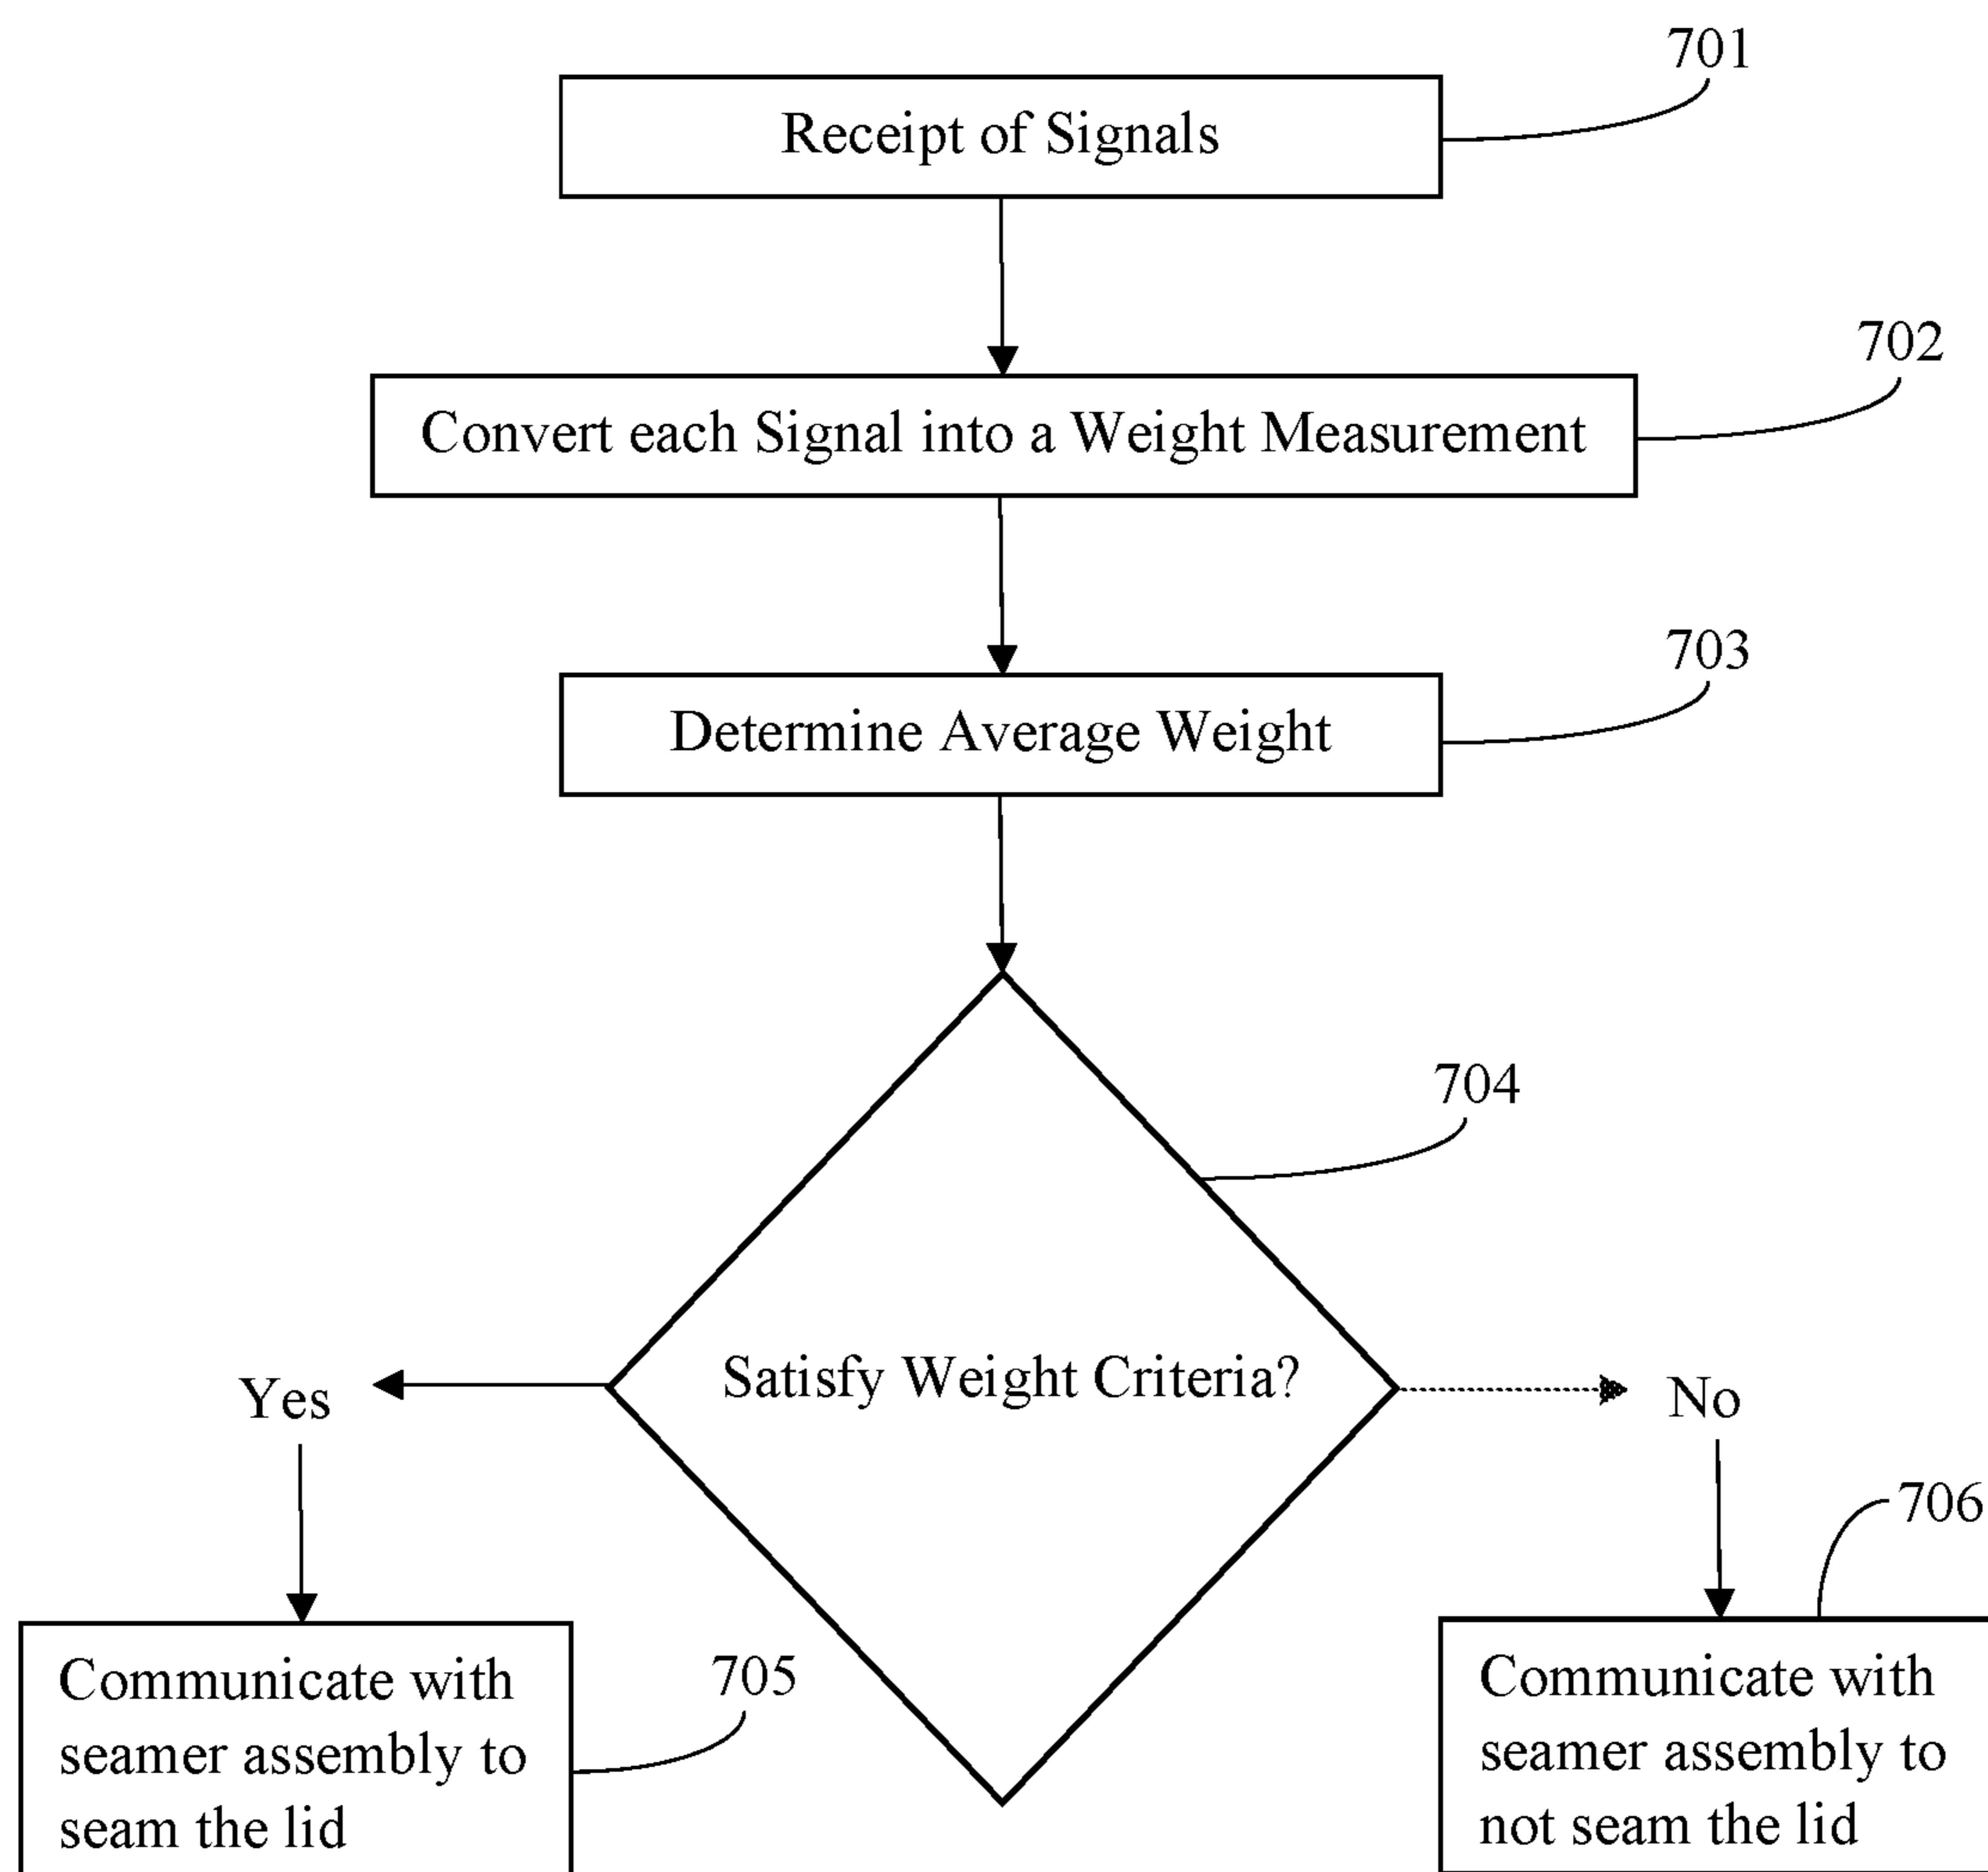 701
Receipt of Signals
702
Convert each Signal into a Weight Measurement
703
Determine Average Weight
704
Satisfy Weight Criteria?
Yes
No
706
705
Communicate with
seamer assembly to
seam the lid
Communicate with
seamer assembly to
not seam the lid